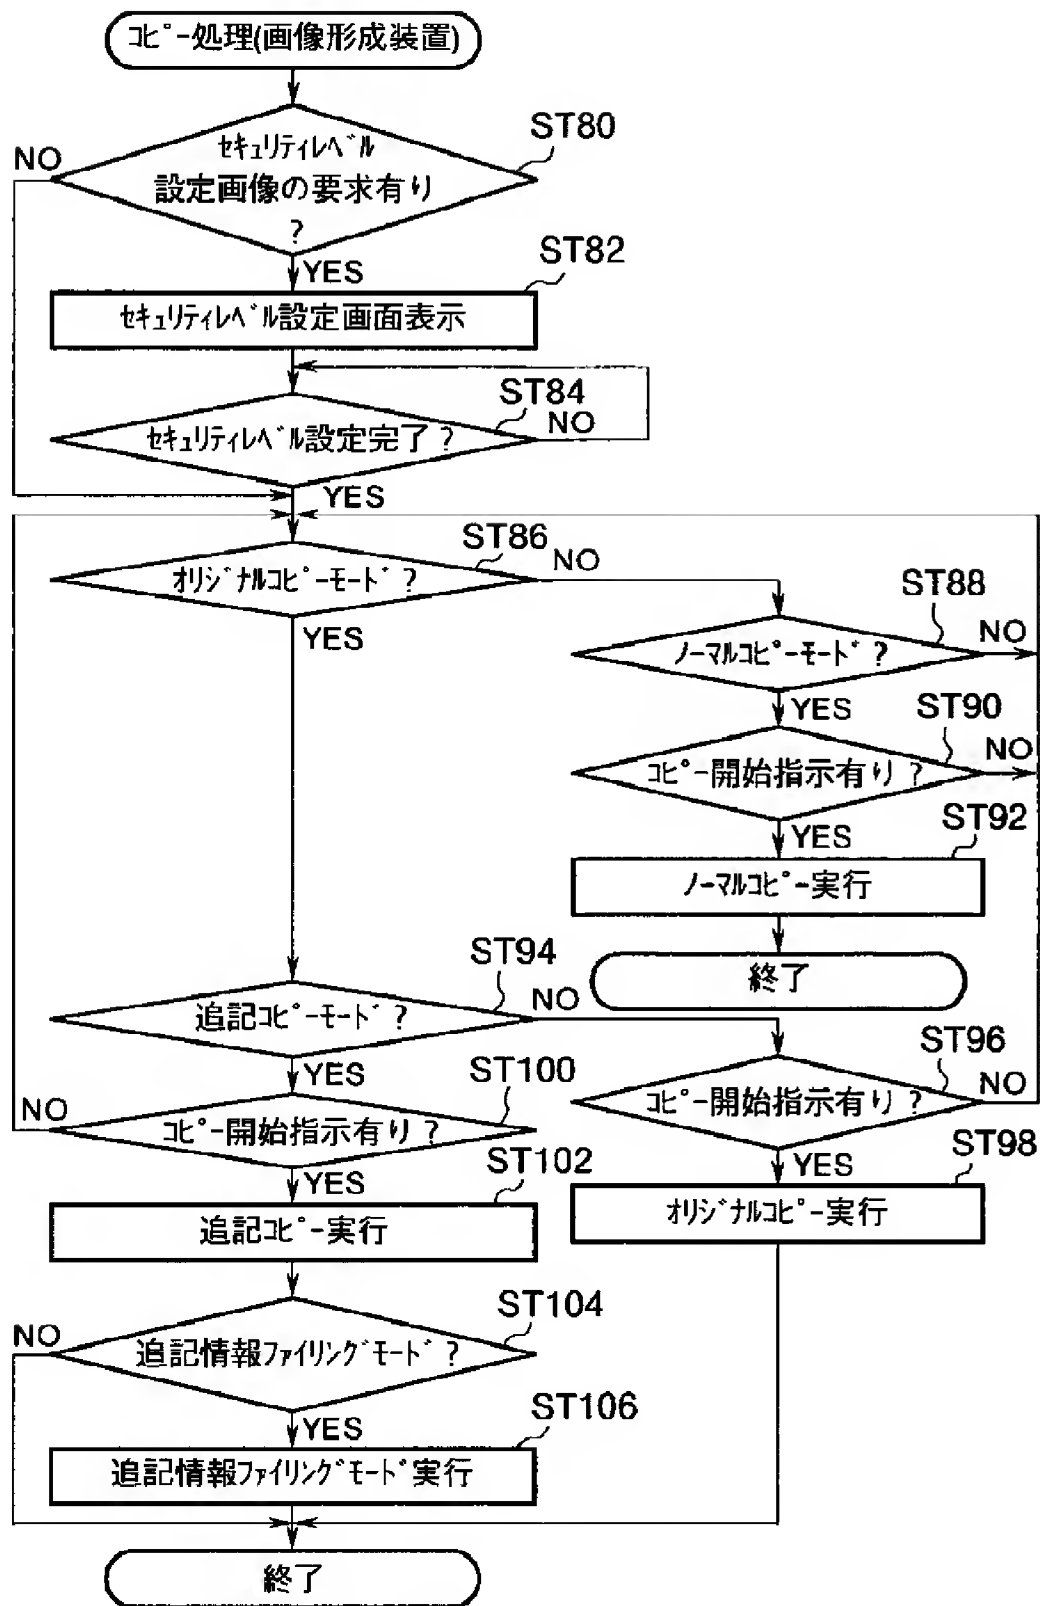 ｺﾋﾟｰ処理(画像形成装置)
ST80
NO
ｾｷｭﾘﾃｨﾚﾍﾞﾙ
設定画像の要求有り
?
YES
ST82
ｾｷｭﾘﾃｨﾚﾍﾞﾙ設定画面表示
ST84
NO
ｾｷｭﾘﾃｨﾚﾍﾞﾙ設定完了?
YES
ST86
NO
ｵﾘｼﾞﾅﾙｺﾋﾟｰﾓｰﾄﾞ?
YES
ST88
NO
ﾉｰﾏﾙｺﾋﾟｰﾓｰﾄﾞ?
YES
ST90
NO
ｺﾋﾟｰ開始指示有り?
YES
ST92
ﾉｰﾏﾙｺﾋﾟｰ実行
終了
ST94
NO
追記ｺﾋﾟｰﾓｰﾄﾞ?
YES
ST96
NO
ｺﾋﾟｰ開始指示有り?
YES
ST98
ｵﾘｼﾞﾅﾙｺﾋﾟｰ実行
ST100
NO
ｺﾋﾟｰ開始指示有り?
YES
ST102
追記ｺﾋﾟｰ実行
ST104
NO
追記情報ﾌｧｲﾘﾝｸﾞﾓｰﾄﾞ?
YES
ST106
追記情報ﾌｧｲﾘﾝｸﾞﾓｰﾄﾞ実行
終了